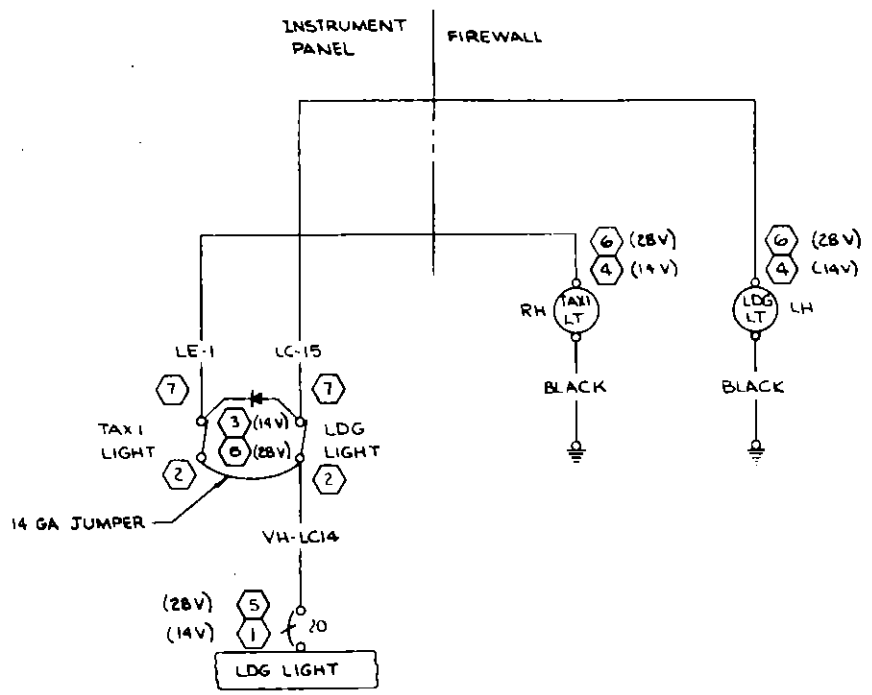 INSTRUMENT
PANEL
FIREWALL
6 (28V)
4 (14V)
6 (28V)
4 (14V)
RH
TAXI
LT
LDG
LT
LH
LE-1
LC-15
BLACK
BLACK
7
7
TAXI
LIGHT
3 (14V)
8 (28V)
LDG
LIGHT
2
2
14 GA JUMPER
VH-LC14
(28V) 5
(14V) 1
20
LDG LIGHT